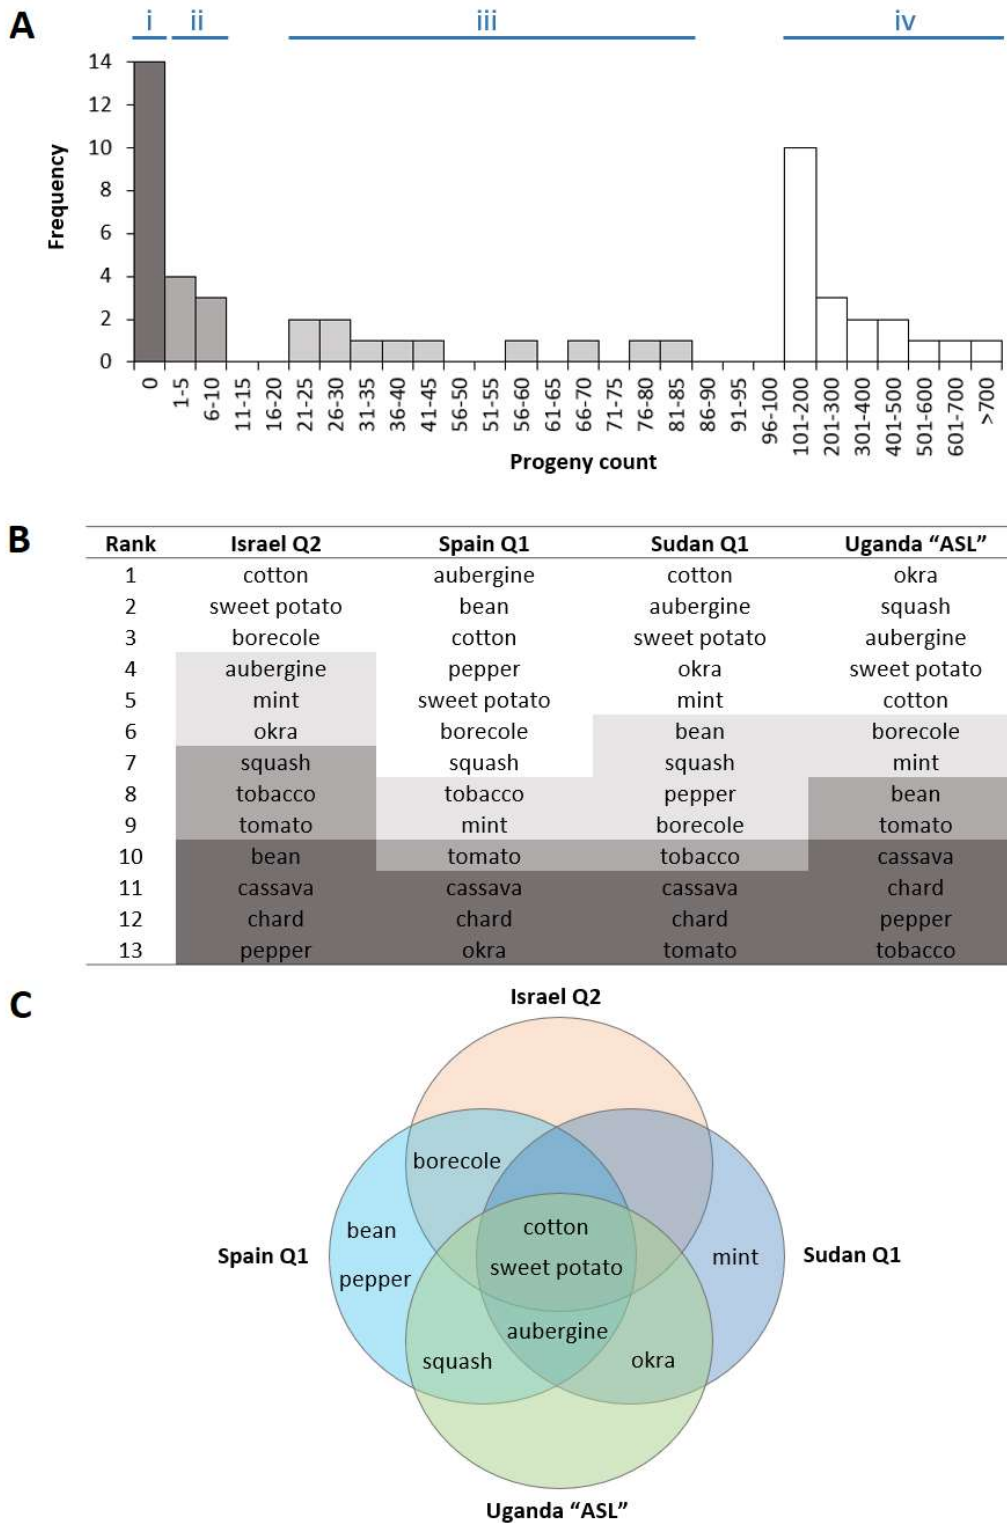 A
i ii iii iv
14
12
10
8
6
4
2
0
Frequency
0 1-5 6-10 11-15 16-20 21-25 26-30 31-35 36-40 41-45 56-50 51-55 56-60 61-65 66-70 71-75 76-80 81-85 86-90 91-95 96-100 101-200 201-300 301-400 401-500 501-600 601-700 >700
Progeny count
B
Rank Israel Q2 Spain Q1 Sudan Q1 Uganda “ASL”
1 cotton aubergine cotton okra
2 sweet potato bean aubergine squash
3 borecole cotton sweet potato aubergine
4 aubergine pepper okra sweet potato
5 mint sweet potato mint cotton
6 okra borecole bean borecole
7 squash squash squash mint
8 tobacco tobacco pepper bean
9 tomato mint borecole tomato
10 bean tomato tobacco cassava
11 cassava cassava cassava chard
12 chard chard chard pepper
13 pepper okra tomato tobacco
C
Israel Q2
borecole
bean
cotton
Spain Q1
sweet potato
mint
Sudan Q1
pepper
aubergine
squash
okra
Uganda “ASL”